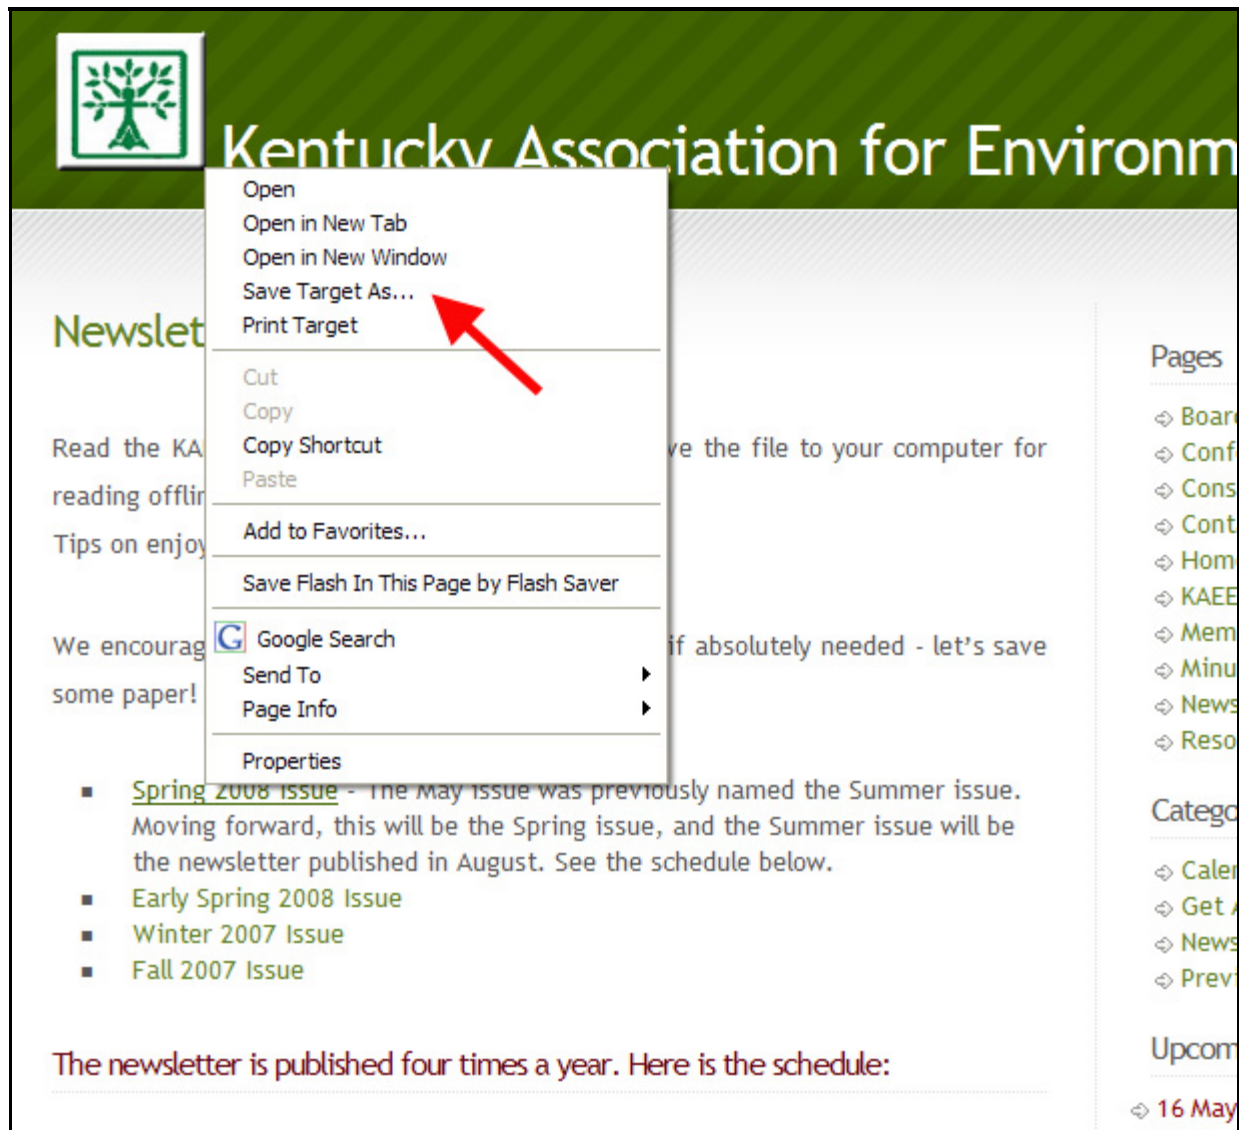 Kentucky Association for Environm
Open
Open in New Tab
Open in New Window
Save Target As...
Print Target
Cut
Copy
Copy Shortcut
Paste
Add to Favorites...
Save Flash In This Page by Flash Saver
Google Search
Send To
Page Info
Properties
Newslet
Read the KA ve the file to your computer for
reading offlin
Tips on enjoy
We encourag if absolutely needed - let's save
some paper!
Spring 2008 Issue - The May issue was previously named the Summer issue.
Moving forward, this will be the Spring issue, and the Summer issue will be
the newsletter published in August. See the schedule below.
Early Spring 2008 Issue
Winter 2007 Issue
Fall 2007 Issue
The newsletter is published four times a year. Here is the schedule:
Pages
Board
Conf
Cons
Cont
Home
KAEE
Mem
Minu
News
Reso
Catego
Caler
Get A
News
Previ
Upcom
16 May